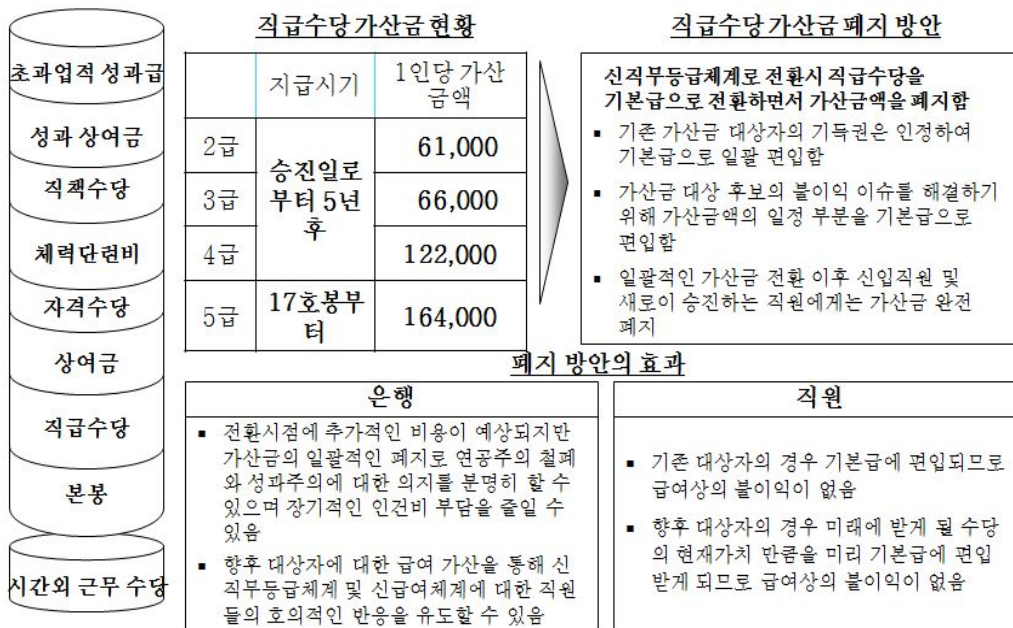 초과업적 성과급
성과 상여금
직책수당
체력단련비
자격수당
상여금
직급수당
본봉
시간외 근무 수당
직급수당 가산금 현황
지급시기
1인당 가산
금액
2급
승진일로
부터 5년
후
61,000
3급
66,000
4급
122,000
5급
17호봉부
터
164,000
직급수당 가산금 폐지 방안
신직무등급체계로 전환시 직급수당을
기본급으로 전환하면서 가산금액을 폐지함
▪ 기존 가산금 대상자의 기득권은 인정하여
기본급으로 일괄 편입함
▪ 가산금 대상 후보의 불이익 이슈를 해결하기
위해 가산금액의 일정 부분을 기본급으로
편입함
▪ 일괄적인 가산금 전환 이후 신입직원 및
새로이 승진하는 직원에게는 가산금 완전
폐지
폐지 방안의 효과
은행
▪ 전환시점에 추가적인 비용이 예상되지만
가산금의 일괄적인 폐지로 연공주의 철폐
와 성과주의에 대한 의지를 분명히 할 수
있으며 장기적인 인건비 부담을 줄일 수
있음
▪ 향후 대상자에 대한 급여 가산을 통해 신
직무등급체계 및 신급여체계에 대한 직원
들의 호의적인 반응을 유도할 수 있음
직원
▪ 기존 대상자의 경우 기본급에 편입되므로
급여상의 불이익이 없음
▪ 향후 대상자의 경우 미래에 받게 될 수당
의 현재가치 만큼을 미리 기본급에 편입
받게 되므로 급여상의 불이익이 없음